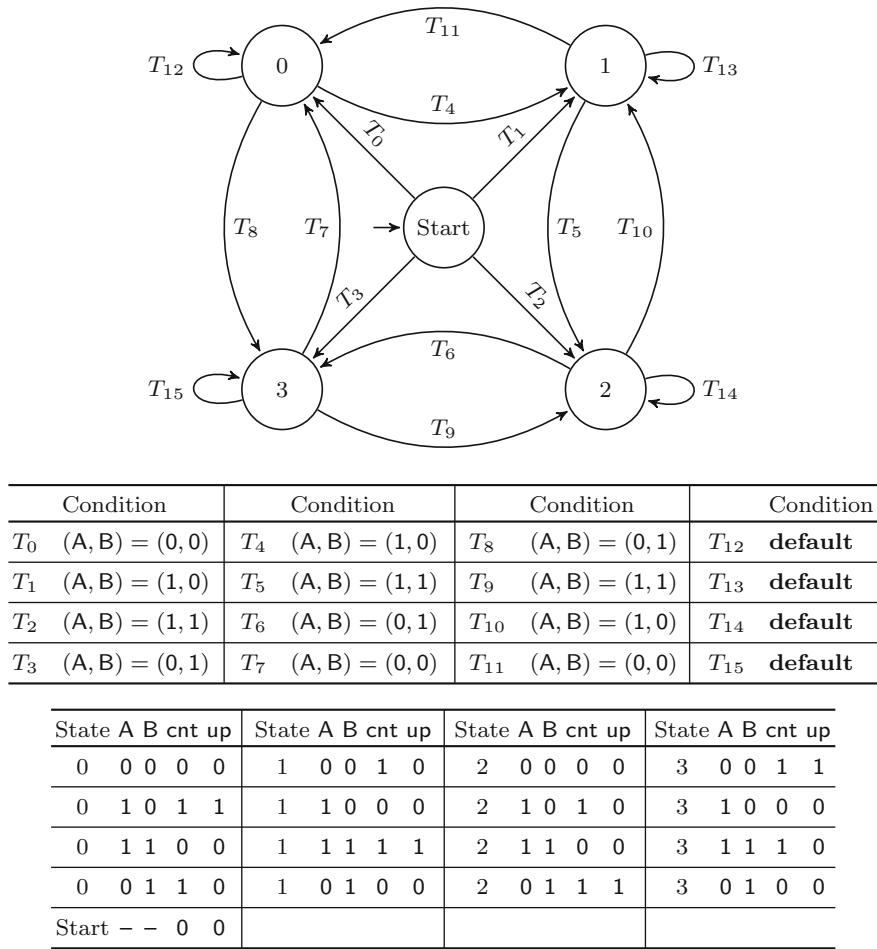 T11
T12 0 1 T13
T4
T0 T1
T8 T7 Start T5 T10
T3 T2
T6
T15 3 2 T14
T9
Condition Condition Condition Condition
T0 (A, B) = (0, 0) T4 (A, B) = (1, 0) T8 (A, B) = (0, 1) T12 default
T1 (A, B) = (1, 0) T5 (A, B) = (1, 1) T9 (A, B) = (1, 1) T13 default
T2 (A, B) = (1, 1) T6 (A, B) = (0, 1) T10 (A, B) = (1, 0) T14 default
T3 (A, B) = (0, 1) T7 (A, B) = (0, 0) T11 (A, B) = (0, 0) T15 default
State A B cnt up State A B cnt up State A B cnt up State A B cnt up
0 0 0 0 0 1 0 0 1 0 2 0 0 0 0 3 0 0 1 1
0 1 0 1 1 1 1 0 0 0 2 1 0 1 0 3 1 0 0 0
0 1 1 0 0 1 1 1 1 1 2 1 1 0 0 3 1 1 1 0
0 0 1 1 0 1 0 1 0 0 2 0 1 1 1 3 0 1 0 0
Start – – 0 0